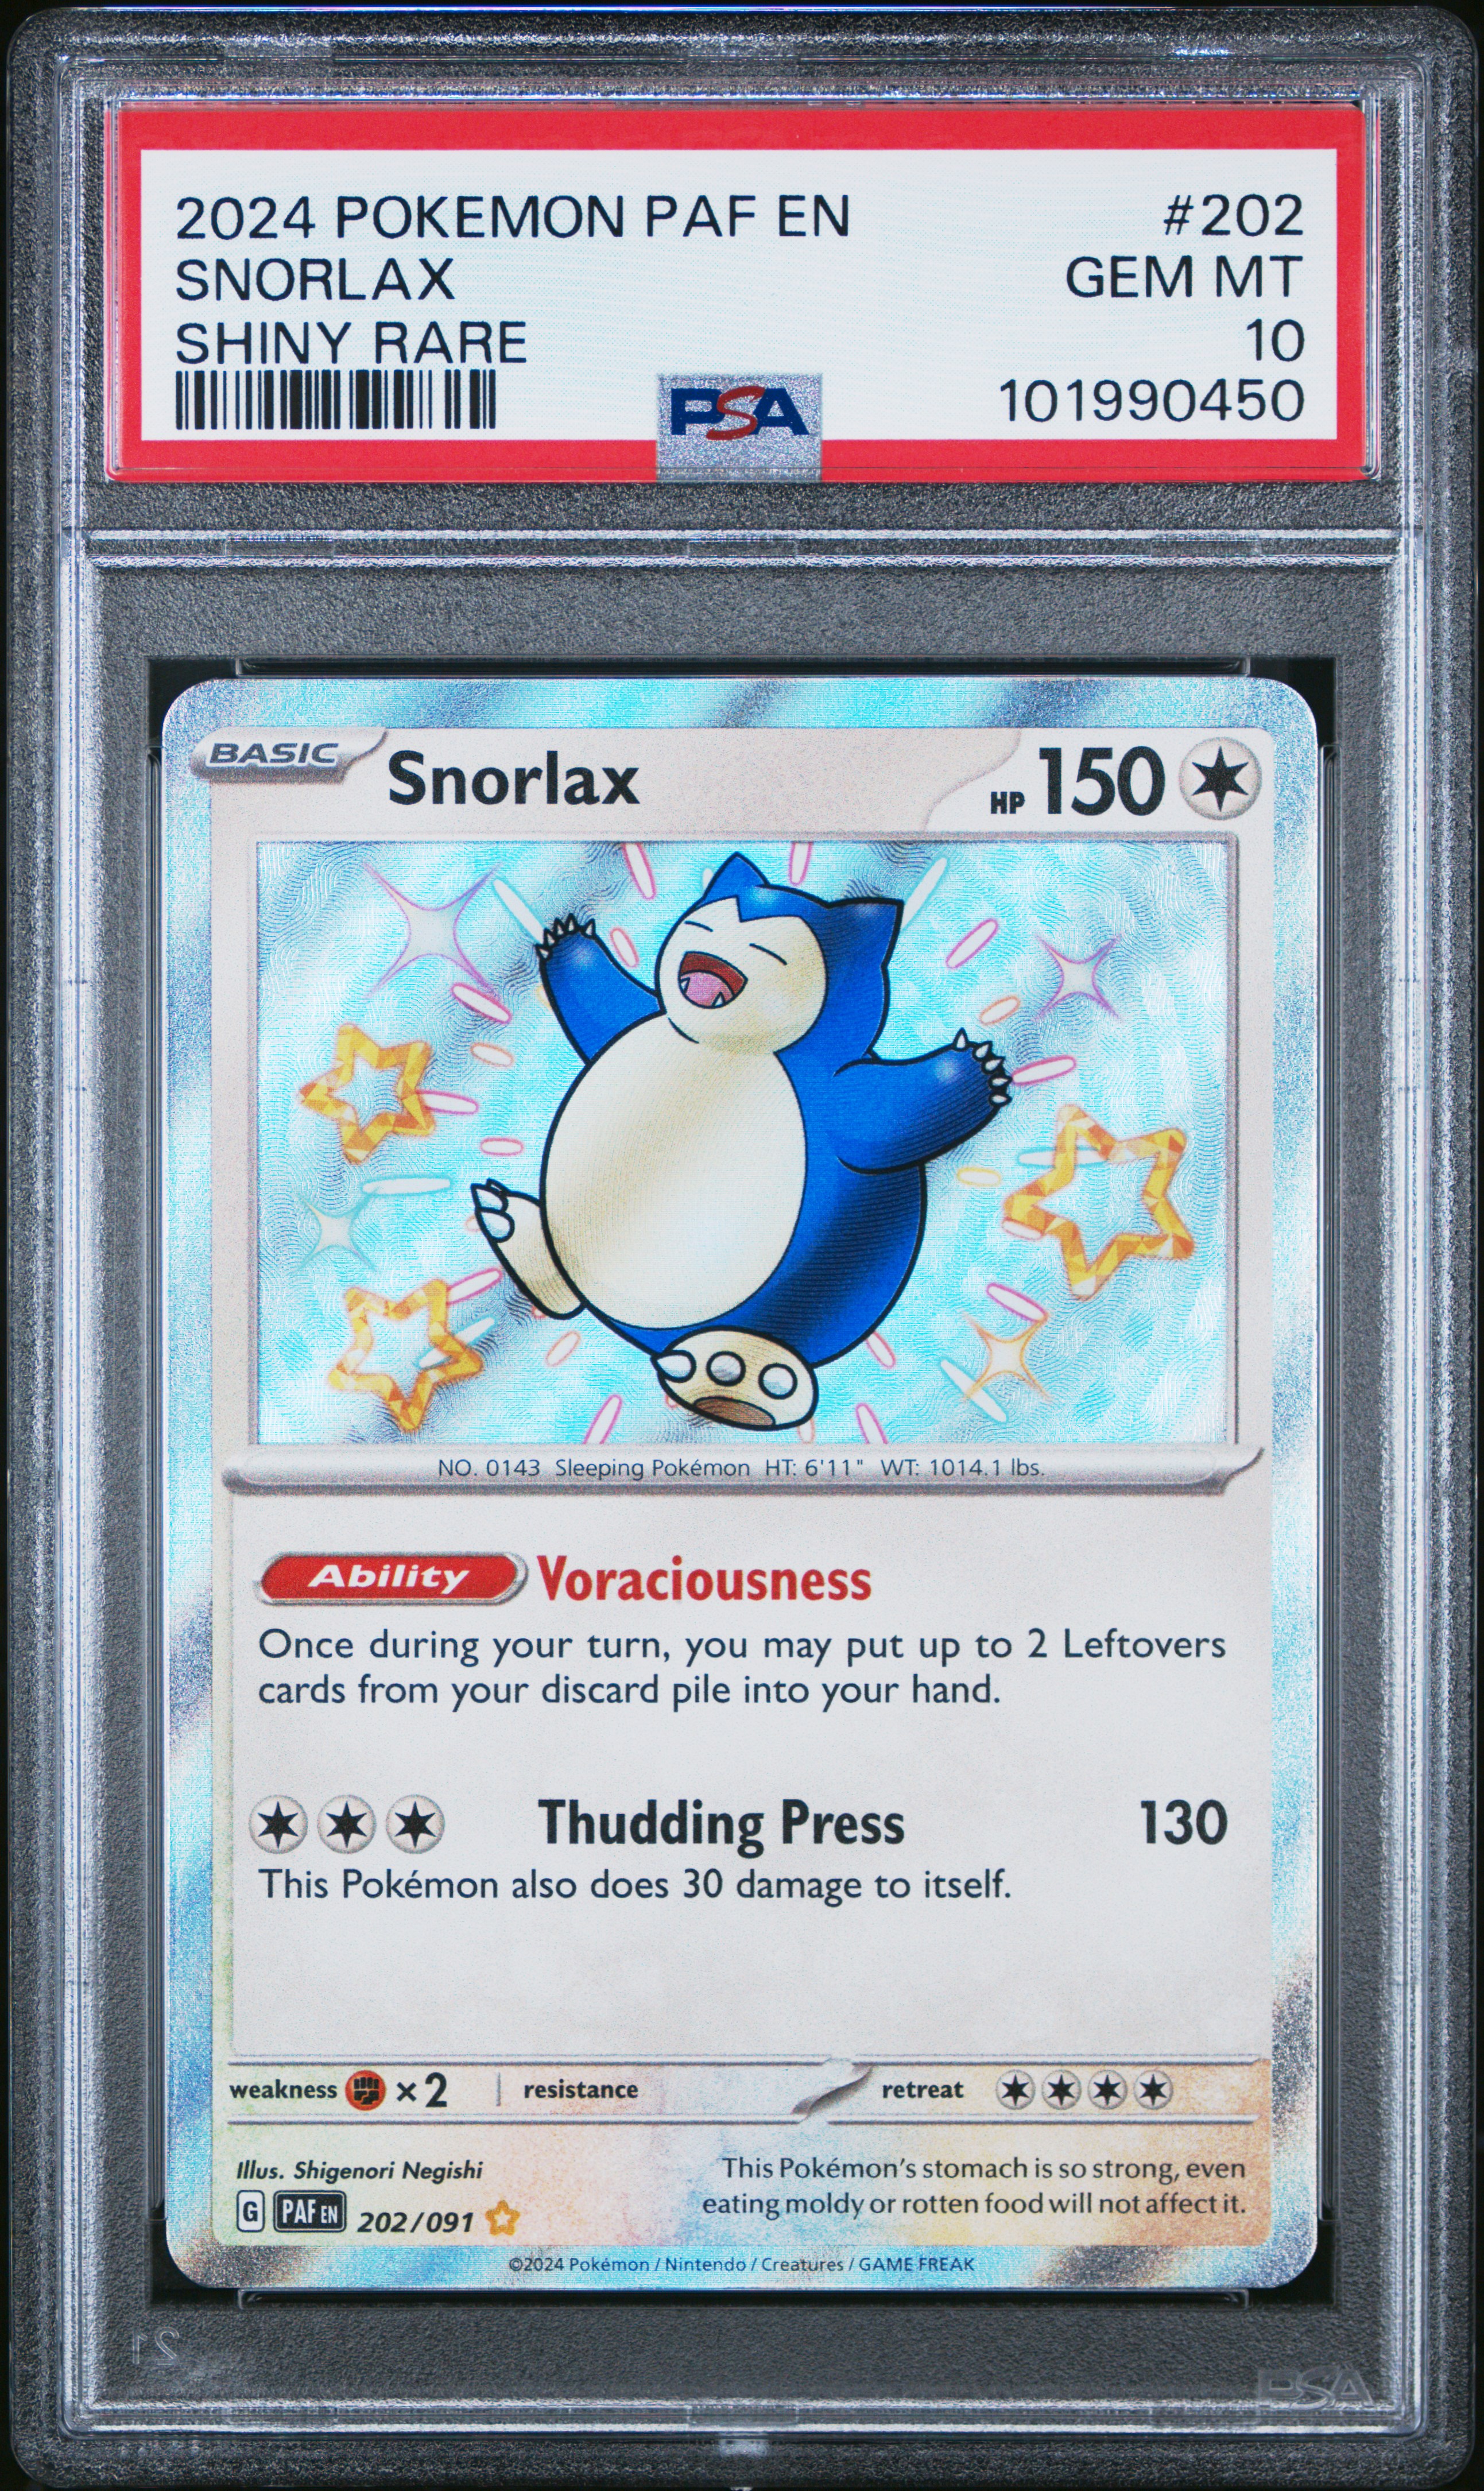 2024 POKEMON PAF EN #202
SNORLAX GEM MT
SHINY RARE 10
PSA 101990450
BASIC Snorlax HP 150
NO. 0143 Sleeping Pokémon HT: 6'11" WT: 1014.1 lbs.
Ability Voraciousness
Once during your turn, you may put up to 2 Leftovers
cards from your discard pile into your hand.
Thudding Press 130
This Pokémon also does 30 damage to itself.
weakness ×2 resistance retreat
Illus. Shigenori Negishi
G PAF EN 202/091
This Pokémon's stomach is so strong, even
eating moldy or rotten food will not affect it.
©2024 Pokémon / Nintendo / Creatures / GAME FREAK
PSA